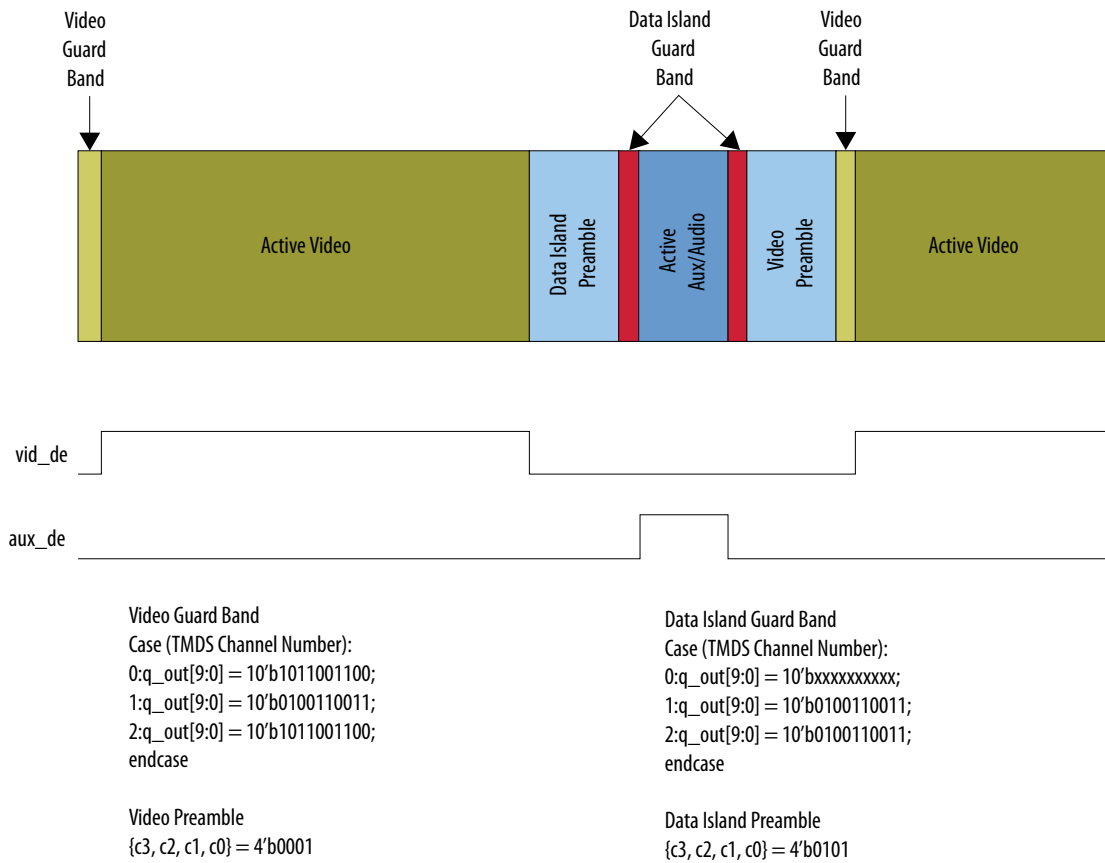 Video
Guard
Band
Data Island
Guard
Band
Video
Guard
Band
Active Video
Data Island
Preamble
Active
Aux/Audio
Video
Preamble
Active Video
vid_de
aux_de
Video Guard Band
Case (TMDS Channel Number):
0:q_out[9:0] = 10’b1011001100;
1:q_out[9:0] = 10’b0100110011;
2:q_out[9:0] = 10’b1011001100;
endcase
Video Preamble
{c3, c2, c1, c0} = 4’b0001
Data Island Guard Band
Case (TMDS Channel Number):
0:q_out[9:0] = 10’bxxxxxxxxxx;
1:q_out[9:0] = 10’b0100110011;
2:q_out[9:0] = 10’b0100110011;
endcase
Data Island Preamble
{c3, c2, c1, c0} = 4’b0101